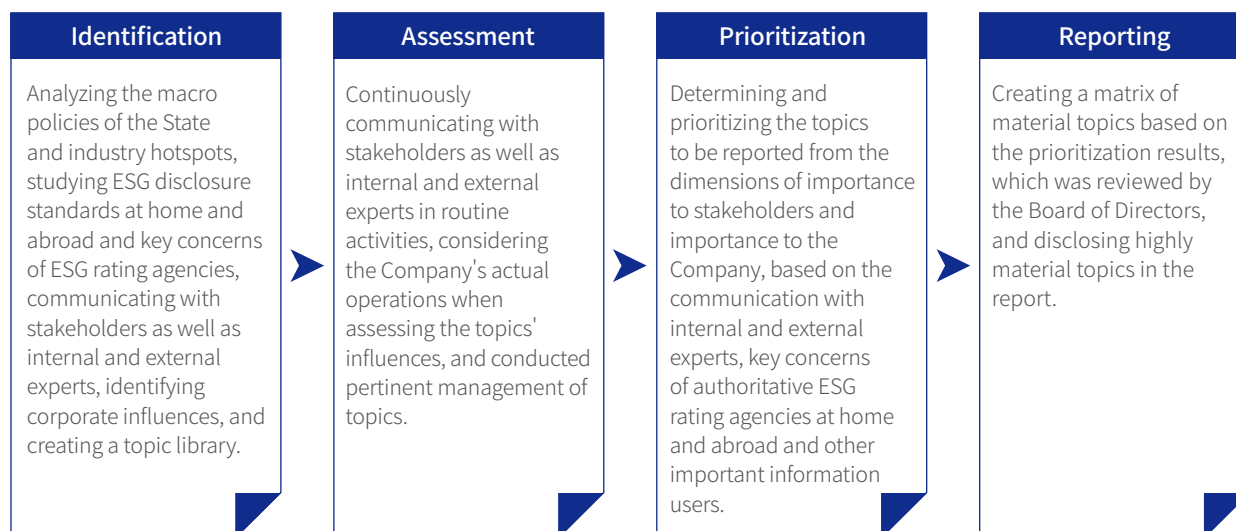 Identification
Analyzing the macro
policies of the State
and industry hotspots,
studying ESG disclosure
standards at home and
abroad and key concerns
of ESG rating agencies,
communicating with
stakeholders as well as
internal and external
experts, identifying
corporate influences, and
creating a topic library.
Assessment
Continuously
communicating with
stakeholders as well as
internal and external
experts in routine
activities, considering
the Company's actual
operations when
assessing the topics'
influences, and conducted
pertinent management of
topics.
Prioritization
Determining and
prioritizing the topics
to be reported from the
dimensions of importance
to stakeholders and
importance to the
Company, based on the
communication with
internal and external
experts, key concerns
of authoritative ESG
rating agencies at home
and abroad and other
important information
users.
Reporting
Creating a matrix of
material topics based on
the prioritization results,
which was reviewed by
the Board of Directors,
and disclosing highly
material topics in the
report.